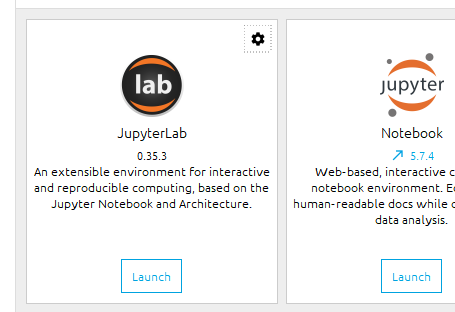 lab
JupyterLab
0.35.3
An extensible environment for interactive
and reproducible computing, based on the
Jupyter Notebook and Architecture.
Launch
jupyter
Notebook
5.7.4
Web-based, interactive
notebook environment.
human-readable docs while
data analysis.
Launch